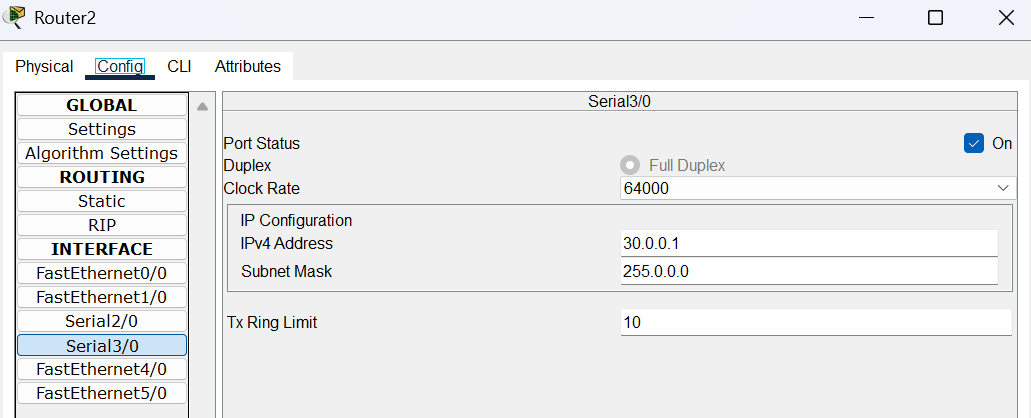 Router2
Physical Config CLI Attributes
GLOBAL
Settings
Algorithm Settings
ROUTING
Static
RIP
INTERFACE
FastEthernet0/0
FastEthernet1/0
Serial2/0
Serial3/0
FastEthernet4/0
FastEthernet5/0
Serial3/0
Port Status On
Duplex Full Duplex
Clock Rate 64000
IP Configuration
IPv4 Address 30.0.0.1
Subnet Mask 255.0.0.0
Tx Ring Limit 10